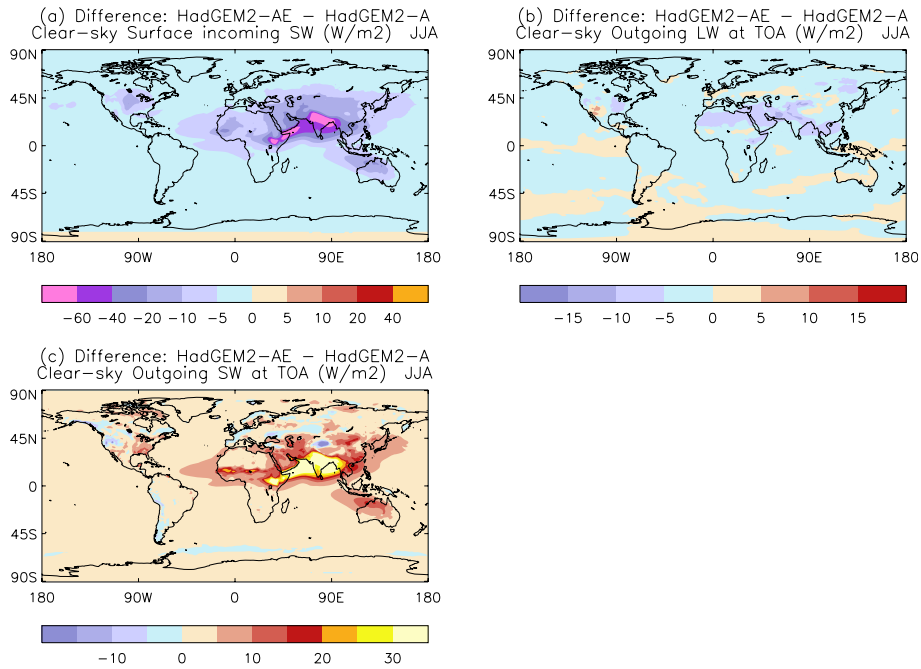 (a) Difference: HadGEM2-AE - HadGEM2-A
Clear-sky Surface incoming SW (W/m2) JJA
90N
45N
0
45S
90S
180 90W 0 90E 180
-60 -40 -20 -10 -5 0 5 10 20 40
(b) Difference: HadGEM2-AE - HadGEM2-A
Clear-sky Outgoing LW at TOA (W/m2) JJA
90N
45N
0
45S
90S
180 90W 0 90E 180
-15 -10 -5 0 5 10 15
(c) Difference: HadGEM2-AE - HadGEM2-A
Clear-sky Outgoing SW at TOA (W/m2) JJA
90N
45N
0
45S
90S
180 90W 0 90E 180
-10 0 10 20 30